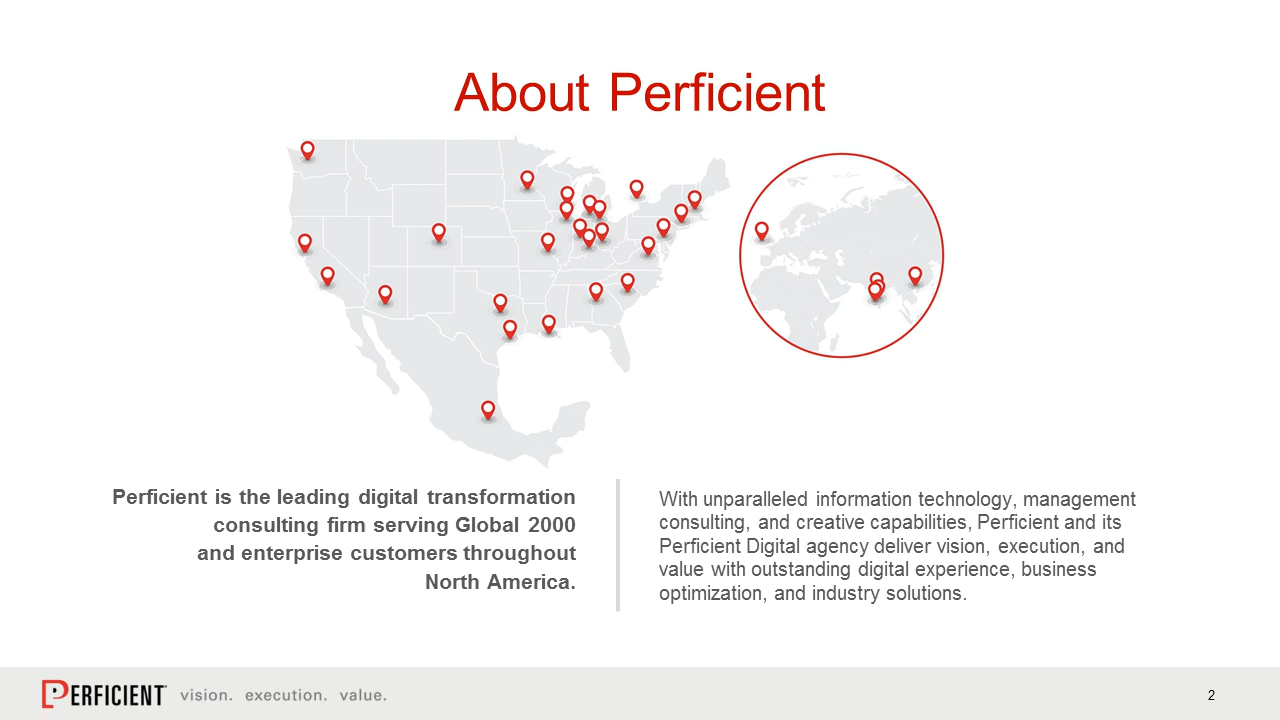 About Perficient
Perficient is the leading digital transformation
consulting firm serving Global 2000
and enterprise customers throughout
North America.
With unparalleled information technology, management
consulting, and creative capabilities, Perficient and its
Perficient Digital agency deliver vision, execution, and
value with outstanding digital experience, business
optimization, and industry solutions.
PERFICIENT vision. execution. value.
2